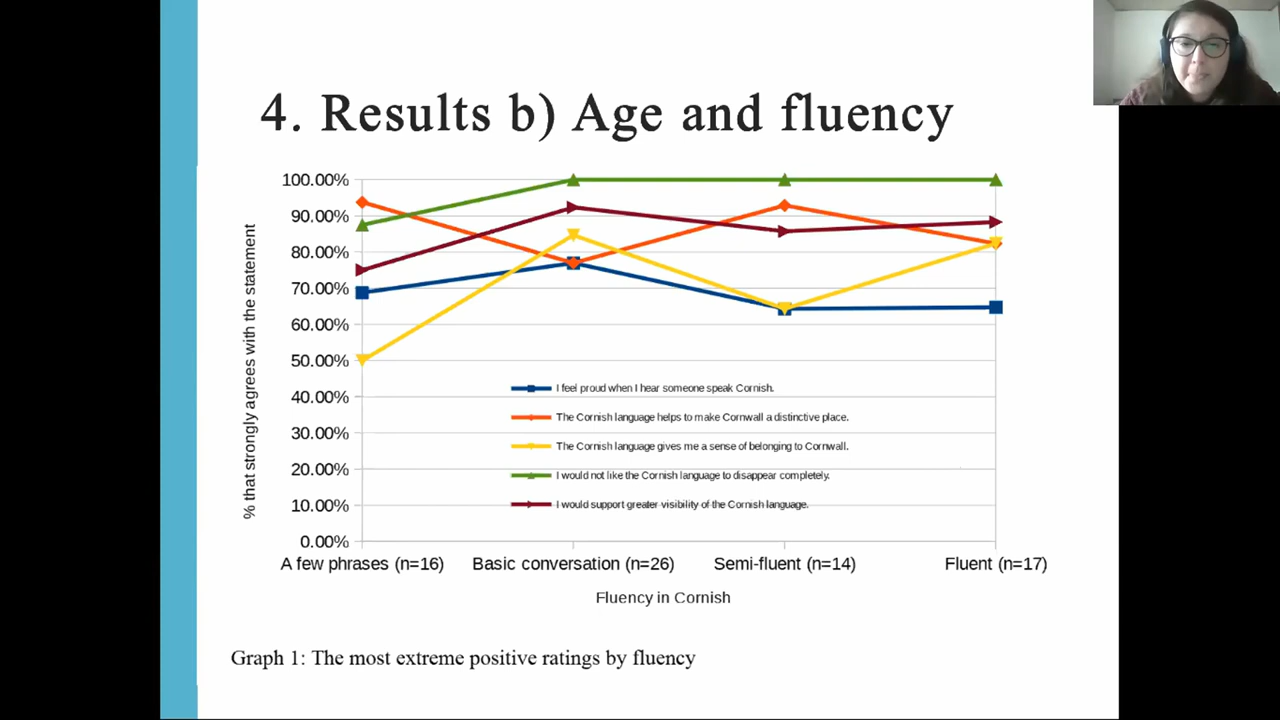 4. Results b) Age and fluency
100.00%
90.00%
80.00%
70.00%
60.00%
50.00%
40.00%
30.00%
20.00%
10.00%
0.00%
% that strongly agrees with the statement
I feel proud when I hear someone speak Cornish.
The Cornish language helps to make Cornwall a distinctive place.
The Cornish language gives me a sense of belonging to Cornwall.
I would not like the Cornish language to disappear completely.
I would support greater visibility of the Cornish language.
A few phrases (n=16) Basic conversation (n=26) Semi-fluent (n=14) Fluent (n=17)
Fluency in Cornish
Graph 1: The most extreme positive ratings by fluency